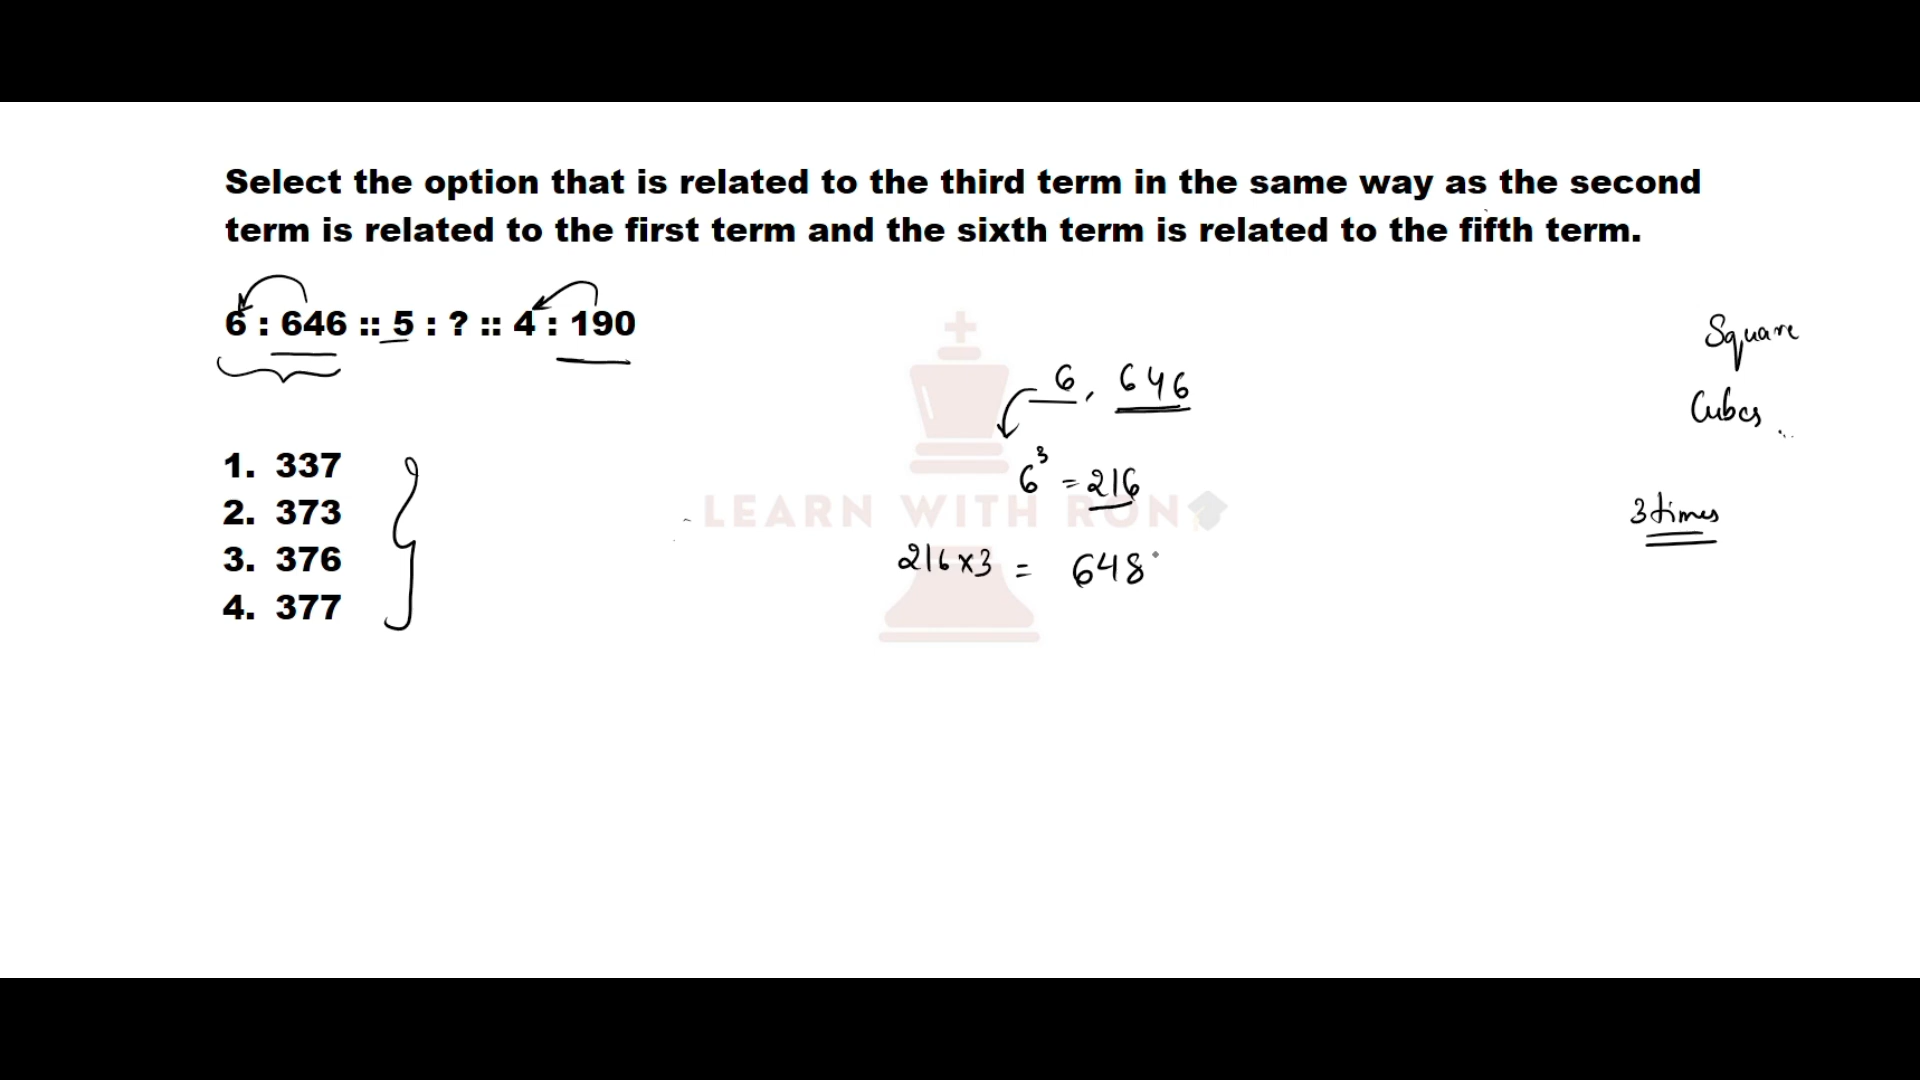 Select the option that is related to the third term in the same way as the second
term is related to the first term and the sixth term is related to the fifth term.
6 : 646 :: 5 : ? :: 4 : 190
1. 337
2. 373
3. 376
4. 377
6, 646
6³ = 216
216×3 = 648
Square
Cubes
3times
LEARN WITH RON